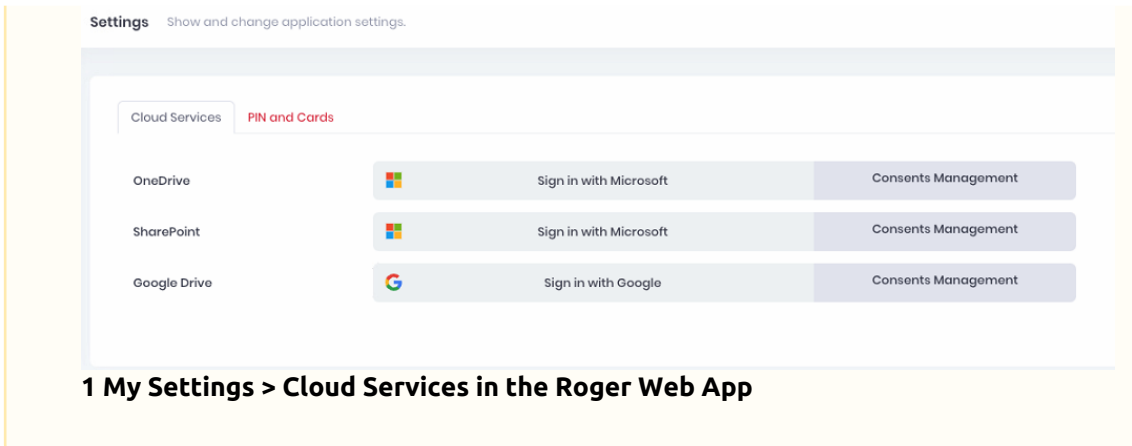 Settings Show and change application settings.
Cloud Services PIN and Cards
OneDrive Sign in with Microsoft Consents Management
SharePoint Sign in with Microsoft Consents Management
Google Drive Sign in with Google Consents Management
1 My Settings > Cloud Services in the Roger Web App